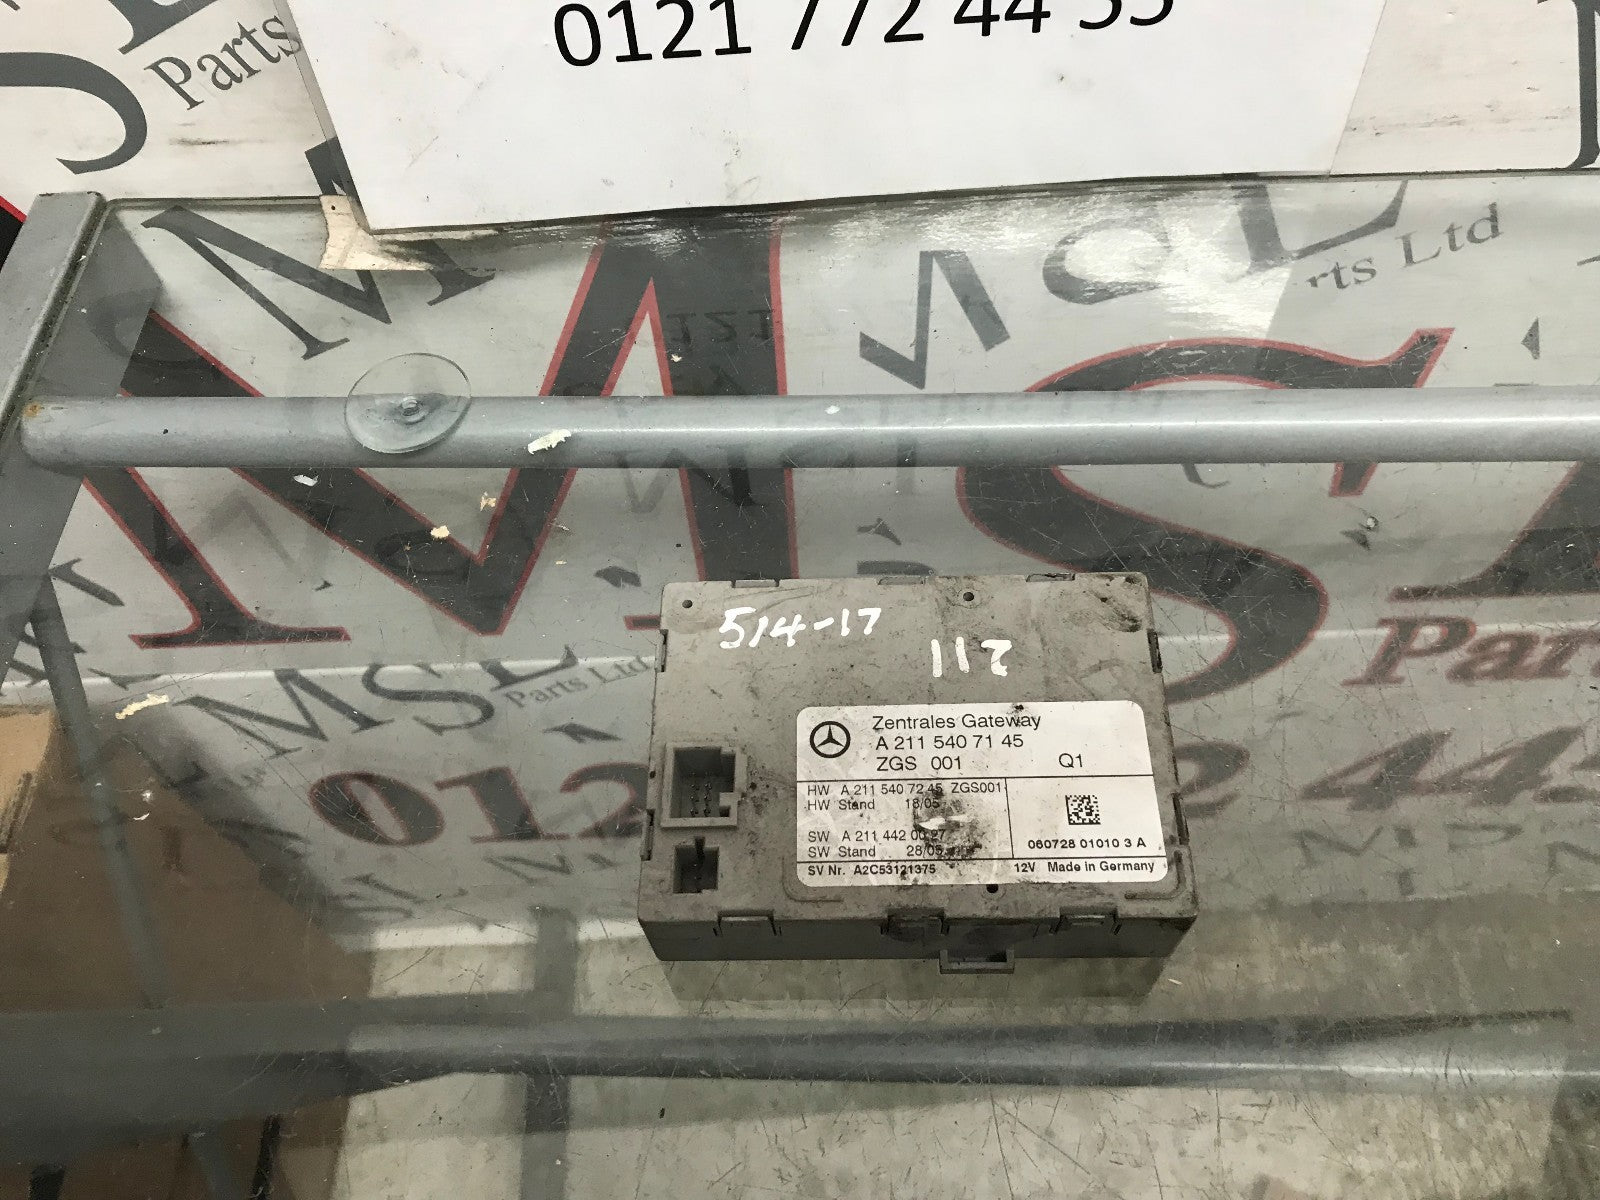 0121 772 44 55
Parts
rts Ltd
MSL
Parts Ltd
0121
514-17
112
Zentrales Gateway
A 211 540 71 45
ZGS 001 Q1
HW A 211 540 72 45 ZGS001
HW Stand 18/05
SW A 211 442 00 27
SW Stand 28/05
060728 01010 3 A
SV Nr. A2C53121375 12V Made in Germany